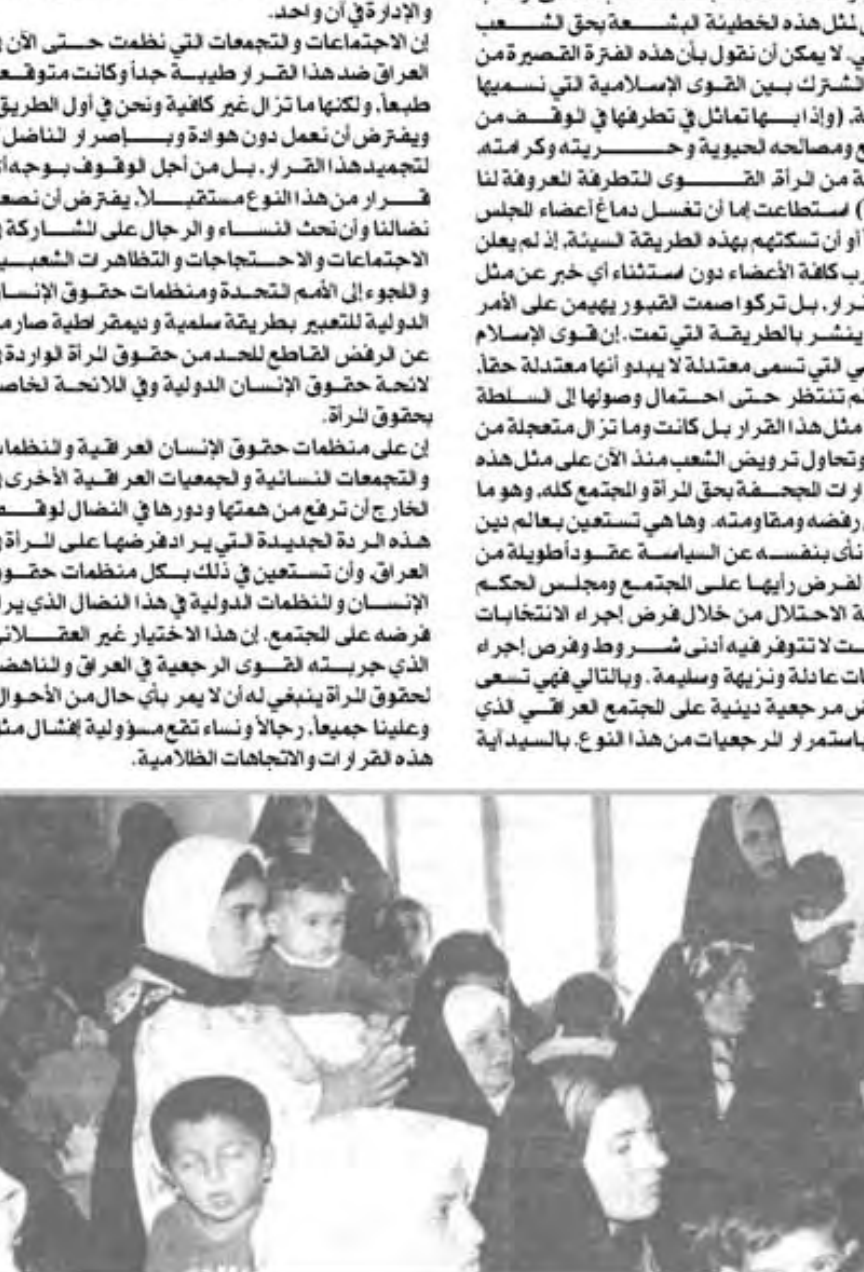 لمثل هذه الخطيئة البشعة بحق الشعب
لا يمكن أن نقول بأن هذه الفترة القصيرة من
المشترك بين القوى الإسلامية التي نسميها
(وإذا بها تماثل في تطرفها في الموقف من
ومصالحه الحيوية وحريته وكرامته.
من المرأة. القوى المتطرفة المعروفة لنا
) استطاعت إما أن تغسل دماغ أعضاء المجلس
أو أن تسكتهم بهذه الطريقة السيئة. إذ لم يعلن
كافة الأعضاء دون استثناء أي خبر عن مثل
بل تركوا صمت القبور يهيمن على الأمر
ينشر بالطريقة التي تمت. إن قوى الإسلام
التي تسمى معتدلة لا يبدو أنها معتدلة حقاً.
لم تنتظر حتى احتمال وصولها إلى السلطة
مثل هذا القرار بل كانت وما تزال متعجلة من
وتحاول ترويض الشعب منذ الآن على مثل هذه
المجحفة بحق المرأة والمجتمع كله. وهو ما
رفضه ومقاومته. وها هي تستعين بعالم دين
نأى بنفسه عن السياسة عقوداً طويلة من
لفرض رأيها على المجتمع ومجلس الحكم
الاحتلال من خلال فرض إجراء الانتخابات
لا تتوفر فيه أدنى شروط وفرص إجراء
عادلة ونزيهة وسليمة. وبالتالي فهي تسعى
مرجعية دينية على المجتمع العراقي الذي
باستمرار المرجعيات من هذا النوع. بالسيد آية
والإدارة في آن واحد.
إن الاجتماعات والتجمعات التي نظمت حتى الآن في
العراق ضد هذا القرار طيبة جداً وكانت متوقعة
طبعاً. ولكنها ما تزال غير كافية ونحن في أول الطريق
ويفترض أن نعمل دون هوادة وبإصرار المناضل
لتجميد هذا القرار. بل من أجل الوقوف بوجه أي
قرار من هذا النوع مستقبلاً. يفترض أن نصعد
نضالنا وأن نحث النساء والرجال على المشاركة في
الاجتماعات والاحتجاجات والتظاهرات الشعبية
واللجوء إلى الأمم المتحدة ومنظمات حقوق الإنسان
الدولية للتعبير بطريقة سلمية وديمقراطية صارمة
عن الرفض القاطع للحد من حقوق المرأة الواردة في
لائحة حقوق الإنسان الدولية وفي اللائحة الخاصة
بحقوق المرأة.
إن على منظمات حقوق الإنسان العراقية والمنظمات
والتجمعات النسائية والجمعيات العراقية الأخرى في
الخارج أن ترفع من همتها ودورها في النضال لوقف
هذه الردة الجديدة التي يراد فرضها على المرأة في
العراق. وأن تستعين في ذلك بكل منظمات حقوق
الإنسان والمنظمات الدولية في هذا النضال الذي يراد
فرضه على المجتمع. إن هذا الاختيار غير العقلاني
الذي جربته القوى الرجعية في العراق والمناهضة
لحقوق المرأة ينبغي له أن لا يمر بأي حال من الأحوال
وعلينا جميعاً. رجالاً ونساء تقع مسؤولية إفشال مثل
هذه القرارات والاتجاهات الظلامية.